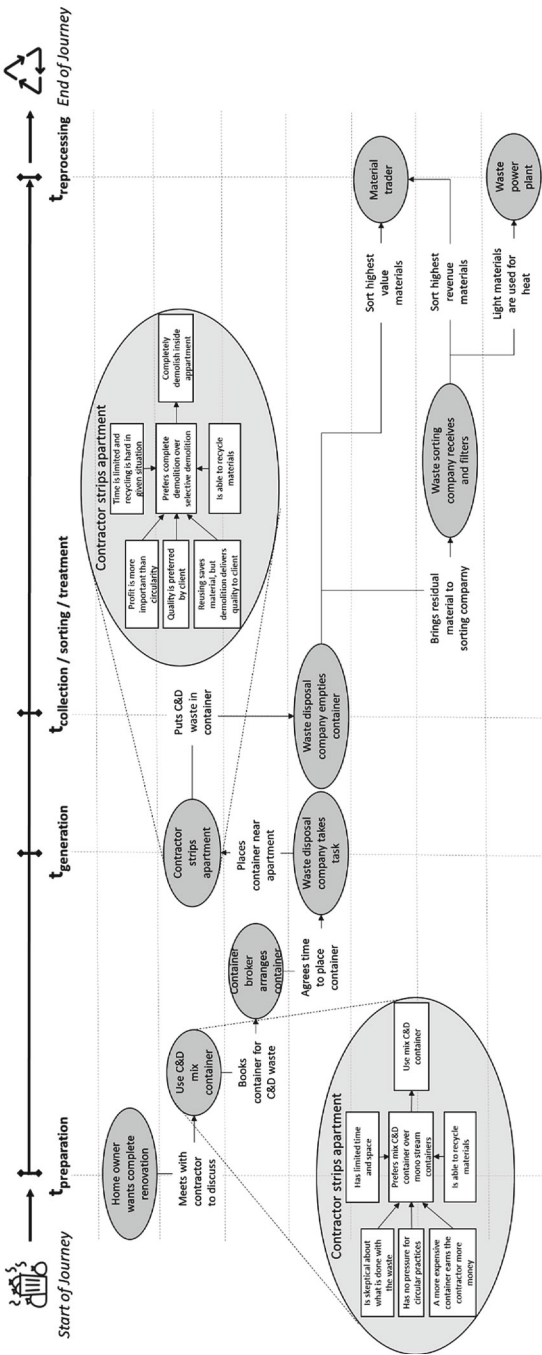 Start of Journey
End of Journey
tpreparation
tgeneration
tcollection / sorting / treatment
treprocessing
Home owner
wants complete
renovation
Meets with
contractor
to discuss
Use C&D
mix
container
Books
container for
C&D waste
Container
broker
arranges
container
Agrees time
to place
container
Waste disposal
company takes
task
Places
container near
apartment
Contractor
strips
apartment
Puts C&D
waste in
container
Waste disposal
company empties
container
Brings residual
material to
sorting comparny
Waste sorting
company receives
and filters
Sort highest
value
materials
Sort highest
revenue
materials
Light materials
are used for
heat
Material
trader
Waste
power
plant
Contractor strips apartment
Profit is more
important than
circularity
Quality is preferred
by client
Reusing saves
material, but
demolition delivers
quality to client
Time is limited and
recycling is hard in
given situation
Prefers complete
demolition over
selective demolition
Is able to recycle
materials
Completely
demolish inside
appartment
Contractor strips apartment
Is skeptical about
what is done with
the waste
Has no pressure for
circular practices
A more expensive
container earns the
contractor more
money
Has limited time
and space
Prefers mix C&D
container over
mono stream
containers
Is able to recycle
materials
Use mix C&D
container